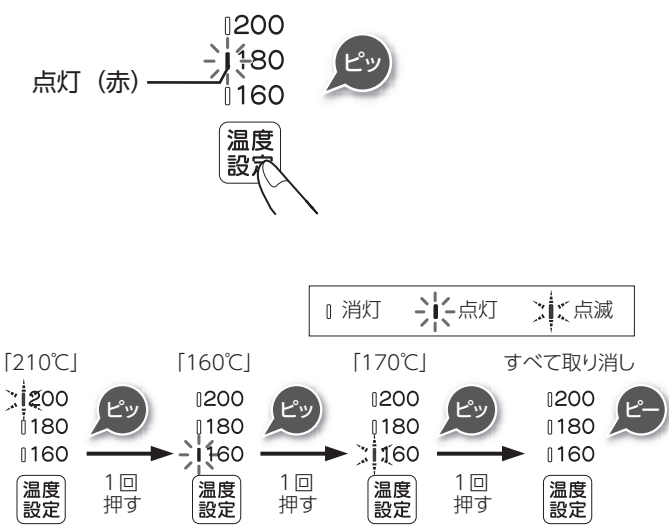 200
180
160
点灯（赤）
ピッ
温度
設定
消灯 点灯 点滅
「210℃」 「160℃」 「170℃」 すべて取り消し
200 200 200 200
ピッ ピッ ピッ ピー
180 180 180 180
160 160 160 160
温度 1回 温度 1回 温度 1回 温度
設定 押す 設定 押す 設定 押す 設定